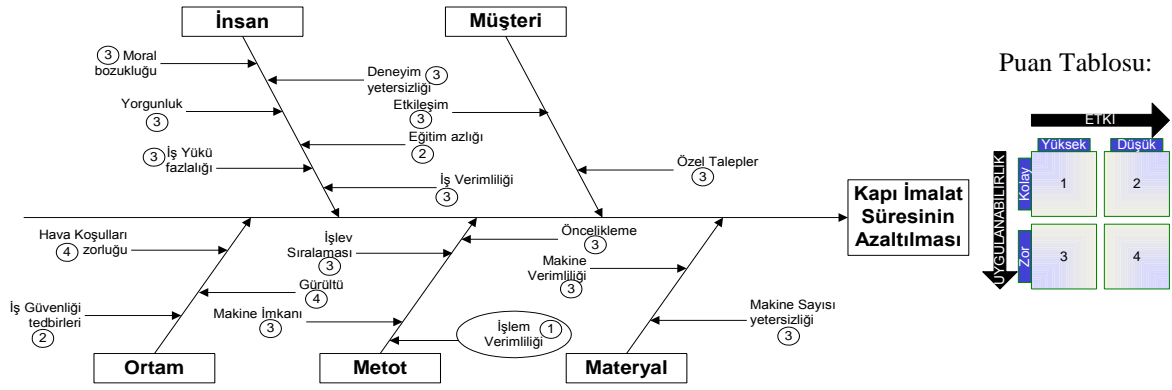 İnsan
Müşteri
3 Moral
bozukluğu
Deneyim 3
yetersizliği
Yorgunluk
3
Etkileşim
3
Eğitim azlığı
2
3 İş Yükü
fazlalığı
İş Verimliliği
3
Özel Talepler
3
Kapı İmalat
Süresinin
Azaltılması
Hava Koşulları
4 zorluğu
İşlev
Sıralaması
3
Öncelikleme
3
Gürültü
4
Makine
Verimliliği
3
İş Güvenliği
tedbirleri
2
Makine İmkanı
3
İşlem 1
Verimliliği
Makine Sayısı
yetersizliği
3
Ortam
Metot
Materyal
Puan Tablosu:
ETKİ
Yüksek
Düşük
UYGULANABİLİRLİK
Kolay
1
2
Zor
3
4